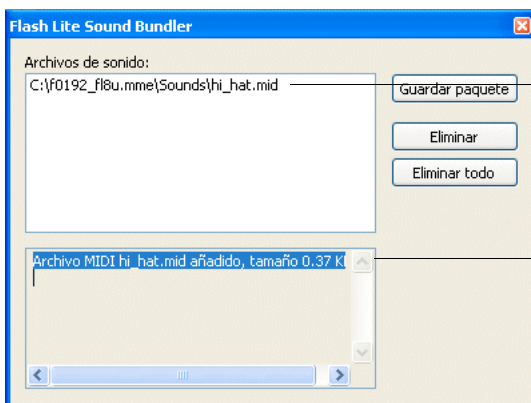 Flash Lite Sound Bundler
Archivos de sonido:
C:\f0192_fl8u.mme\Sounds\hi_hat.mid
Guardar paquete
Eliminar
Eliminar todo
Archivo MIDI hi_hat.mid añadido, tamaño 0.37